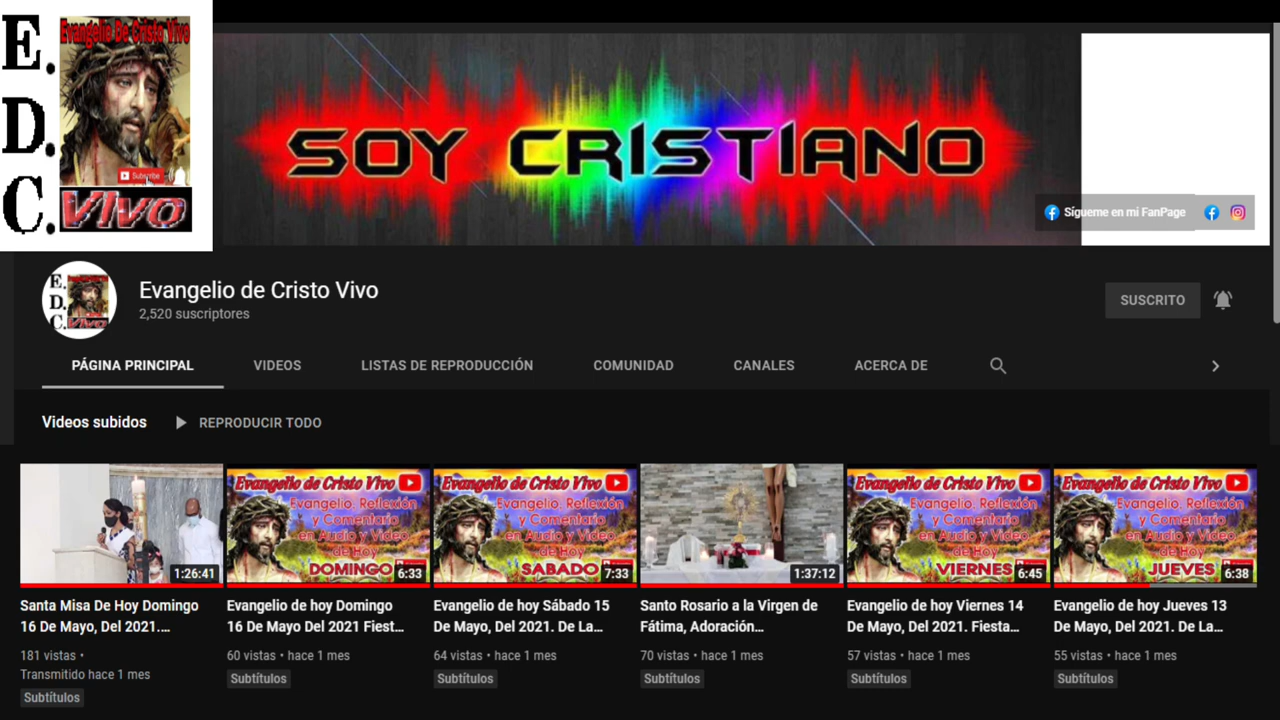 E.
D.
C.
Evangelio De Cristo Vivo
Subscribe
Vivo
SOY CRISTIANO
Sígueme en mi FanPage
E.
D.
C.
Vivo
Evangelio de Cristo Vivo
2,520 suscriptores
SUSCRITO
PÁGINA PRINCIPAL VIDEOS LISTAS DE REPRODUCCIÓN COMUNIDAD CANALES ACERCA DE
Videos subidos REPRODUCIR TODO
1:26:41
Santa Misa De Hoy Domingo
16 De Mayo, Del 2021....
181 vistas •
Transmitido hace 1 mes
Subtítulos
Evangelio de Cristo Vivo
Evangelio, Reflexión
y Comentario
en Audio y Video
de Hoy
DOMINGO 6:33
Evangelio de hoy Domingo
16 De Mayo Del 2021 Fiest...
60 vistas • hace 1 mes
Subtítulos
Evangelio de Cristo Vivo
Evangelio, Reflexión
y Comentario
en Audio y Video
de Hoy
SABADO 7:33
Evangelio de hoy Sábado 15
De Mayo, Del 2021. De La...
64 vistas • hace 1 mes
Subtítulos
1:37:12
Santo Rosario a la Virgen de
Fátima, Adoración...
70 vistas • hace 1 mes
Subtítulos
Evangelio de Cristo Vivo
Evangelio, Reflexión
y Comentario
en Audio y Video
de Hoy
VIERNES 6:45
Evangelio de hoy Viernes 14
De Mayo, Del 2021. Fiesta...
57 vistas • hace 1 mes
Subtítulos
Evangelio de Cristo Vivo
Evangelio, Reflexión
y Comentario
en Audio y Video
de Hoy
JUEVES 6:38
Evangelio de hoy Jueves 13
De Mayo, Del 2021. De La...
55 vistas • hace 1 mes
Subtítulos